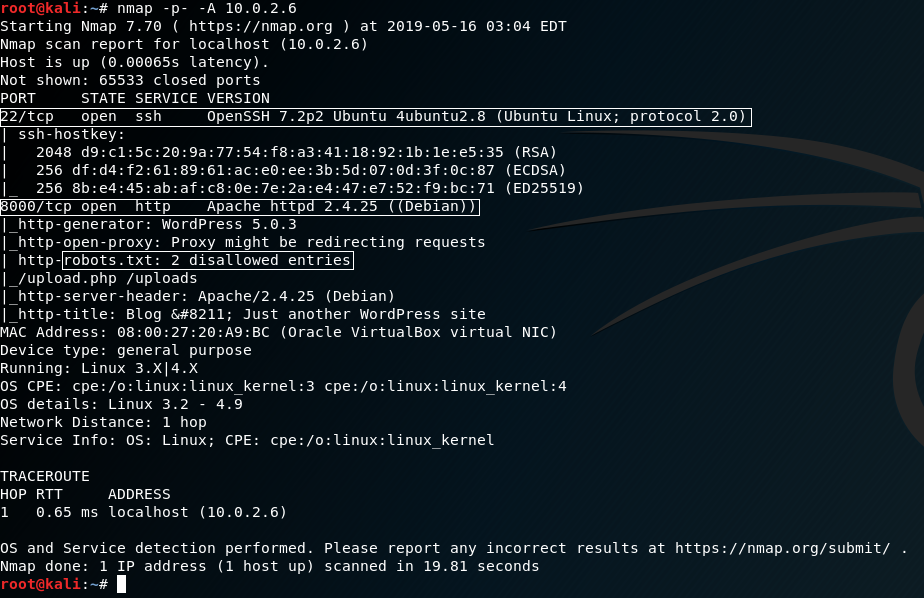 root@kali:~# nmap -p- -A 10.0.2.6
Starting Nmap 7.70 ( https://nmap.org ) at 2019-05-16 03:04 EDT
Nmap scan report for localhost (10.0.2.6)
Host is up (0.00065s latency).
Not shown: 65533 closed ports
PORT     STATE SERVICE VERSION
22/tcp   open  ssh     OpenSSH 7.2p2 Ubuntu 4ubuntu2.8 (Ubuntu Linux; protocol 2.0)
| ssh-hostkey:
|   2048 d9:c1:5c:20:9a:77:54:f8:a3:41:18:92:1b:1e:e5:35 (RSA)
|   256 df:d4:f2:61:89:61:ac:e0:ee:3b:5d:07:0d:3f:0c:87 (ECDSA)
|_  256 8b:e4:45:ab:af:c8:0e:7e:2a:e4:47:e7:52:f9:bc:71 (ED25519)
8000/tcp open  http    Apache httpd 2.4.25 ((Debian))
|_http-generator: WordPress 5.0.3
|_http-open-proxy: Proxy might be redirecting requests
| http-robots.txt: 2 disallowed entries
|_/upload.php /uploads
|_http-server-header: Apache/2.4.25 (Debian)
|_http-title: Blog &#8211; Just another WordPress site
MAC Address: 08:00:27:20:A9:BC (Oracle VirtualBox virtual NIC)
Device type: general purpose
Running: Linux 3.X|4.X
OS CPE: cpe:/o:linux:linux_kernel:3 cpe:/o:linux:linux_kernel:4
OS details: Linux 3.2 - 4.9
Network Distance: 1 hop
Service Info: OS: Linux; CPE: cpe:/o:linux:linux_kernel
TRACEROUTE
HOP RTT     ADDRESS
1   0.65 ms localhost (10.0.2.6)
OS and Service detection performed. Please report any incorrect results at https://nmap.org/submit/ .
Nmap done: 1 IP address (1 host up) scanned in 19.81 seconds
root@kali:~#